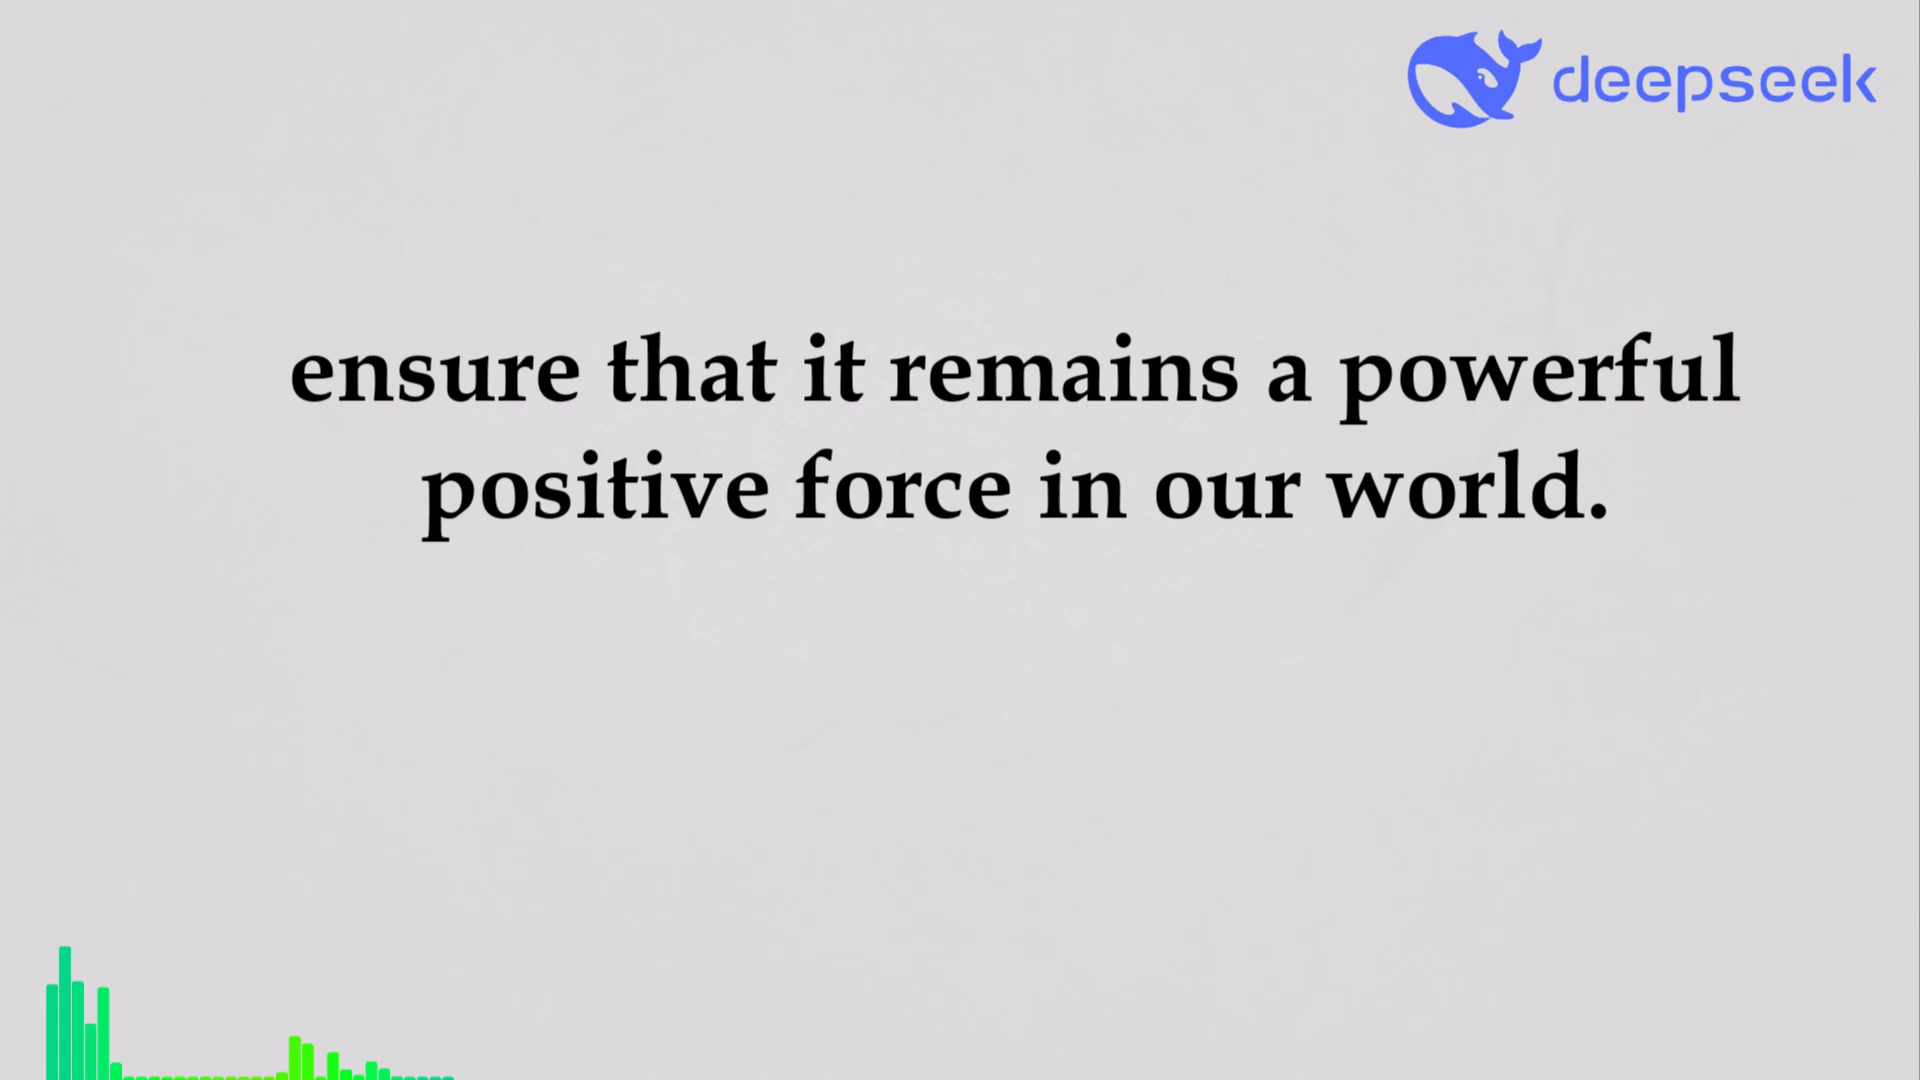 deepseek
ensure that it remains a powerful
positive force in our world.